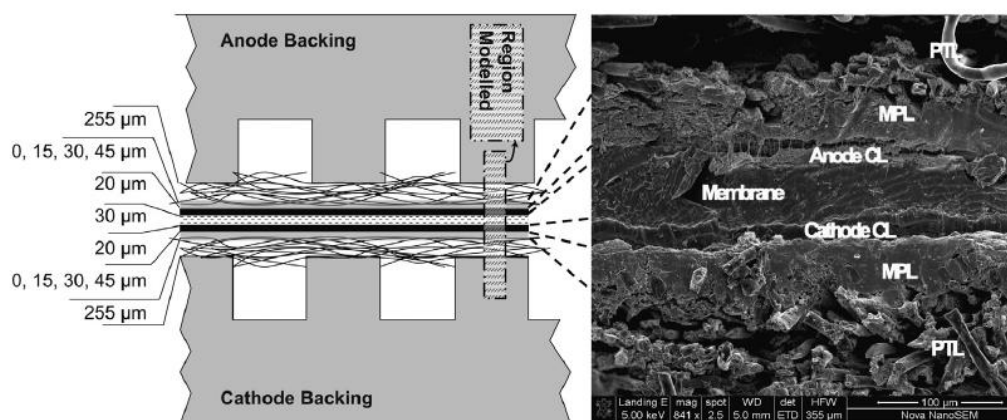 Anode Backing
Region
Modelled
255 µm
0, 15, 30, 45 µm
20 µm
30 µm
20 µm
0, 15, 30, 45 µm
255 µm
Cathode Backing
PTL
MPL
Anode CL
Membrane
Cathode CL
MPL
PTL
Landing E mag spot WD det HFW
5.00 keV 841 x 2.5 5.0 mm ETD 355 µm
100 µm
Nova NanoSEM